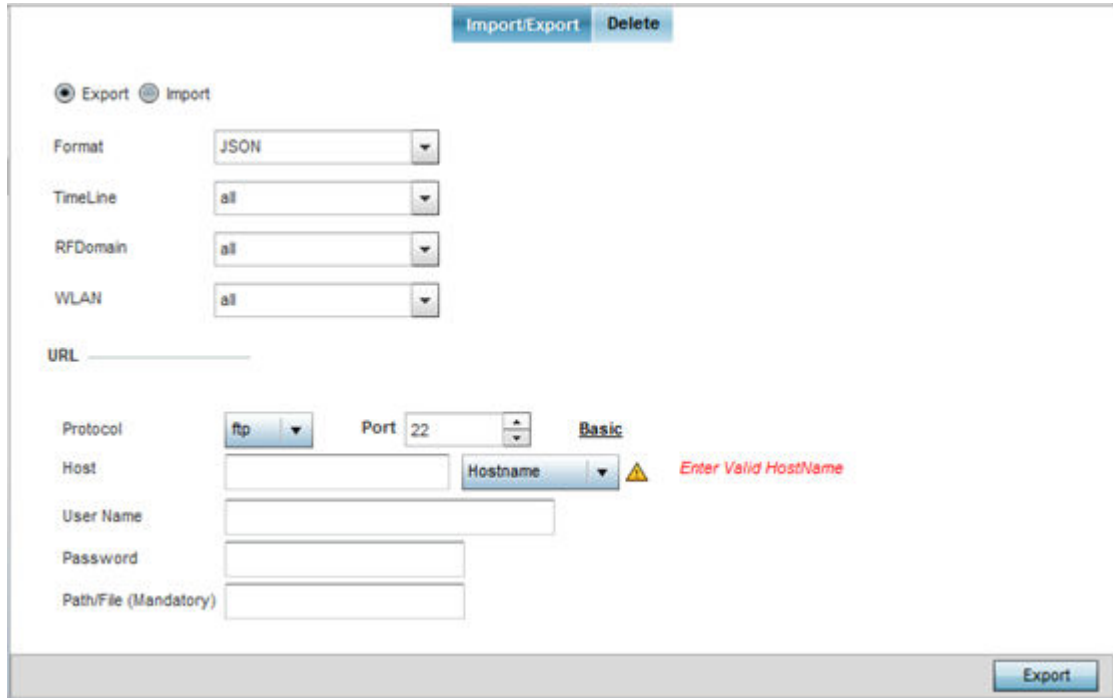 Import/Export Delete
Export Import
Format JSON
TimeLine all
RFDomain all
WLAN all
URL
Protocol ftp Port 22 Basic
Host Hostname Enter Valid HostName
User Name
Password
Path/File (Mandatory)
Export